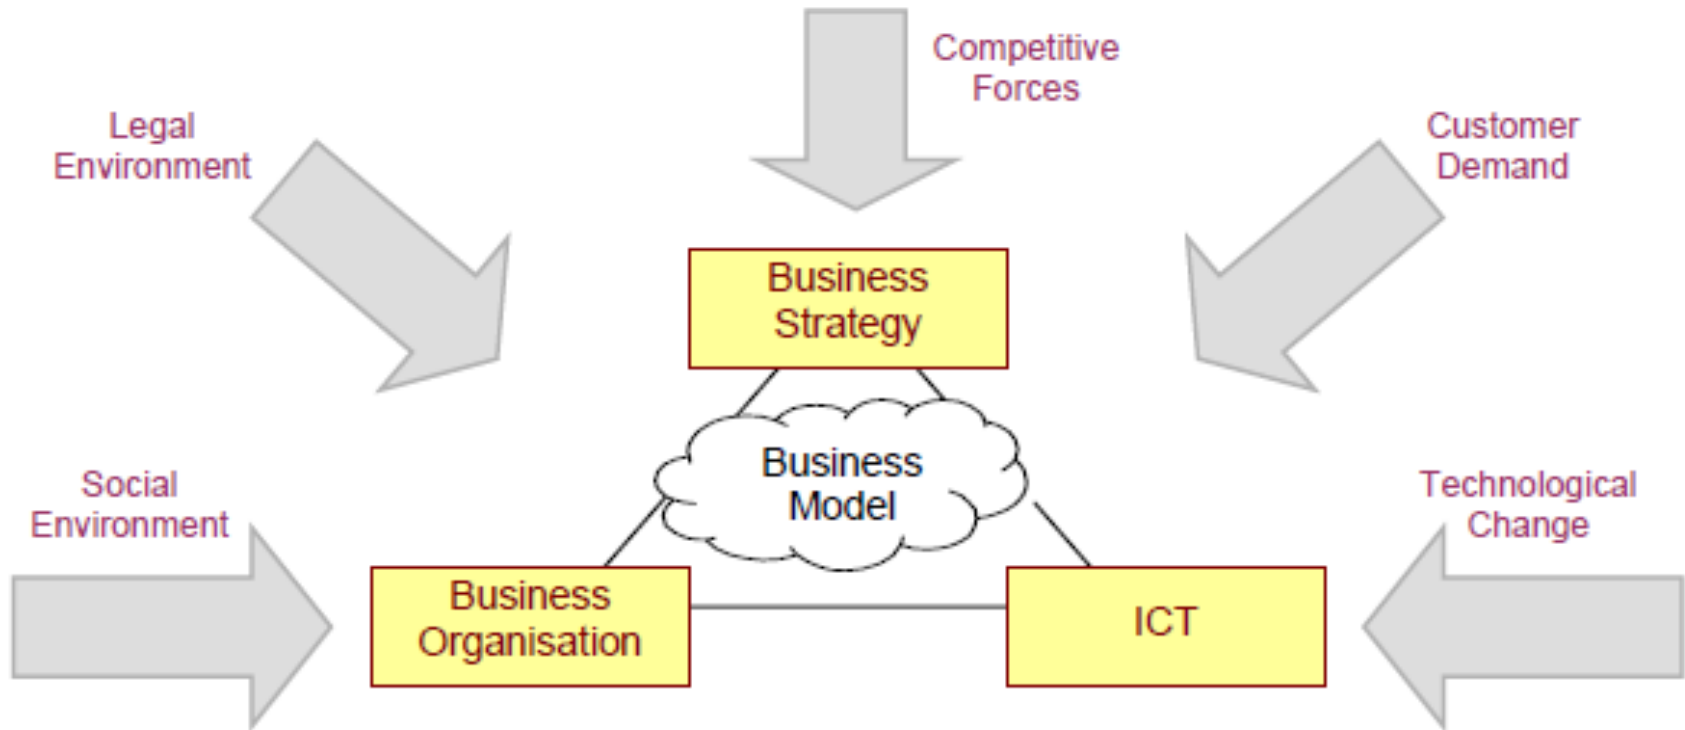 Competitive
Forces
Legal
Environment
Customer
Demand
Business
Strategy
Business
Model
Social
Environment
Technological
Change
Business
Organisation
ICT